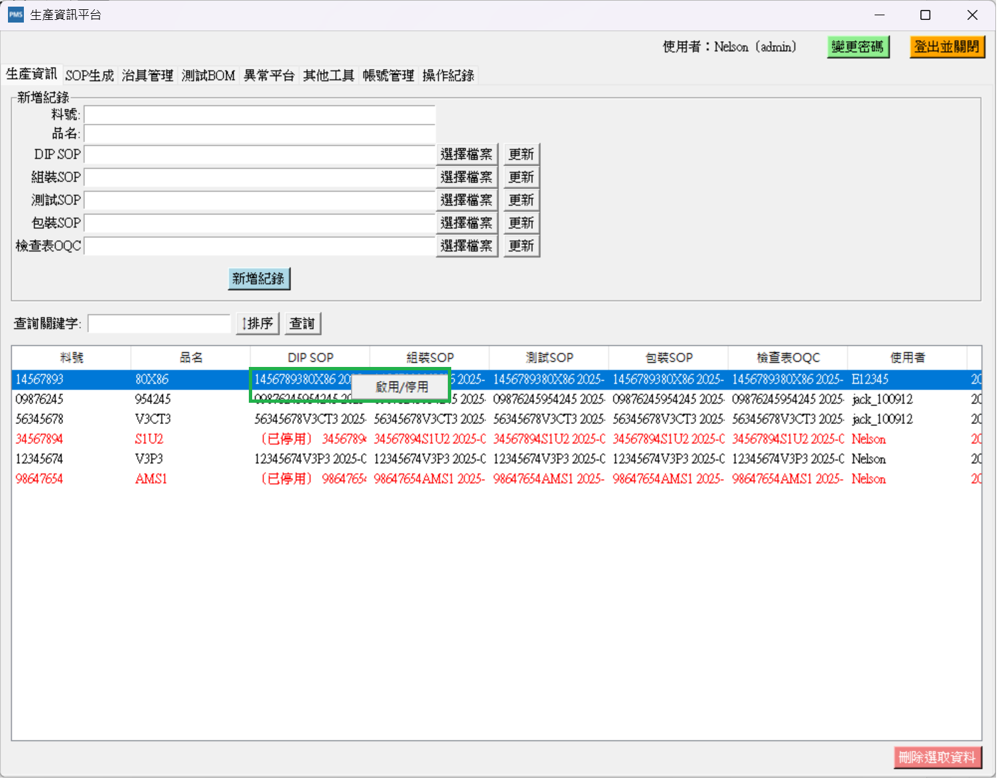 PMS 生產資訊平台
使用者：Nelson（admin） 變更密碼 登出並關閉
生產資訊 SOP生成 治具管理 測試BOM 異常平台 其他工具 帳號管理 操作紀錄
新增紀錄
料號:
品名:
DIP SOP 選擇檔案 更新
組裝SOP 選擇檔案 更新
測試SOP 選擇檔案 更新
包裝SOP 選擇檔案 更新
檢查表OQC 選擇檔案 更新
新增紀錄
查詢關鍵字: ↕排序 查詢
料號 品名 DIP SOP 組裝SOP 測試SOP 包裝SOP 檢查表OQC 使用者
14567893 80X86 1456789380X86 20 6 2025- 1456789380X86 2025- 1456789380X86 2025- 1456789380X86 2025- E12345 20
啟用/停用
09876245 954245 09876245954245 20 5 2025- 09876245954245 2025- 09876245954245 2025- 09876245954245 2025- jack_100912 20
56345678 V3CT3 56345678V3CT3 2025- 56345678V3CT3 2025- 56345678V3CT3 2025- 56345678V3CT3 2025- 56345678V3CT3 2025- jack_100912 20
34567894 S1U2 （已停用） 3456789 34567894S1U2 2025-0 34567894S1U2 2025-0 34567894S1U2 2025-0 34567894S1U2 2025-0 Nelson 20
12345674 V3P3 12345674V3P3 2025-0 12345674V3P3 2025-0 12345674V3P3 2025-0 12345674V3P3 2025-0 12345674V3P3 2025-0 Nelson 20
98647654 AMS1 （已停用） 9864765 98647654AMS1 2025- 98647654AMS1 2025- 98647654AMS1 2025- 98647654AMS1 2025- Nelson 20
刪除選取資料